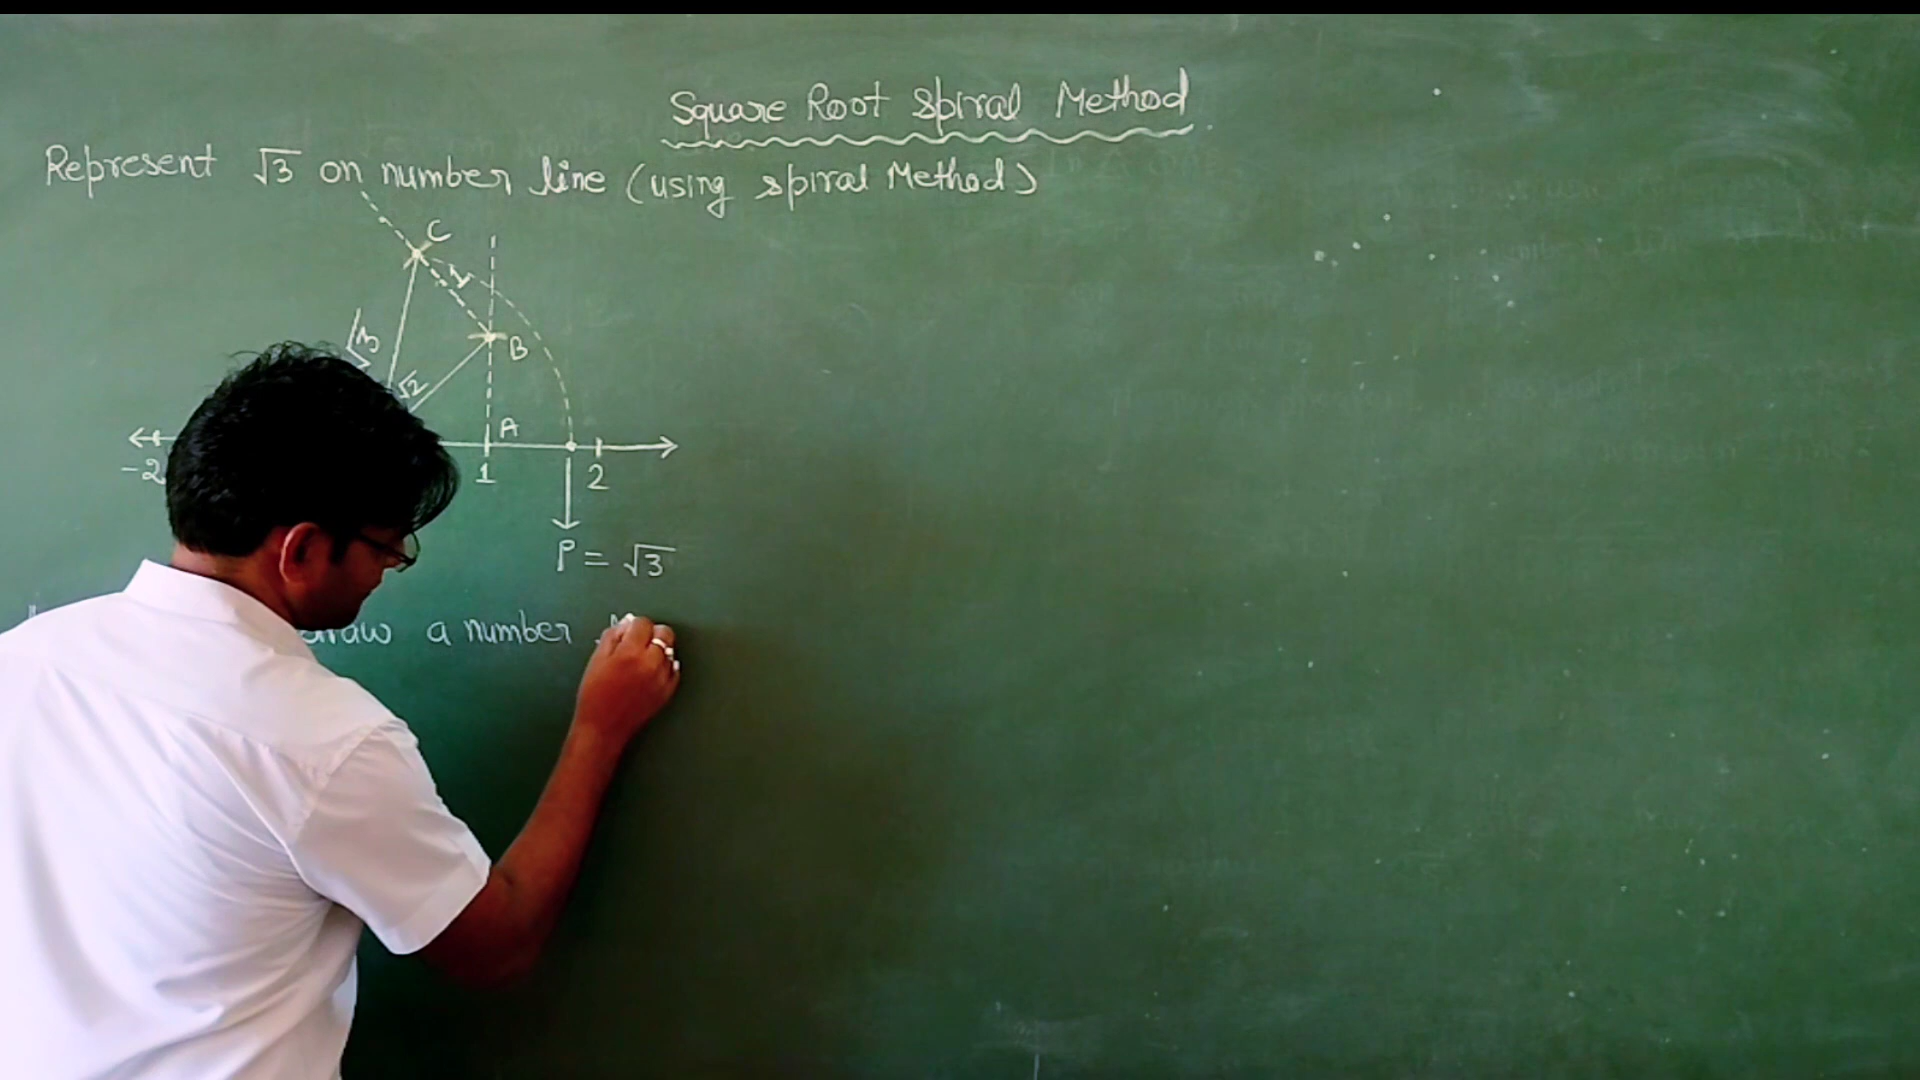 Square Root Spiral Method
Represent √3 on number line (using spiral Method)
C
1
√3
B
√2
A
-2 1 2
P = √3
draw a number